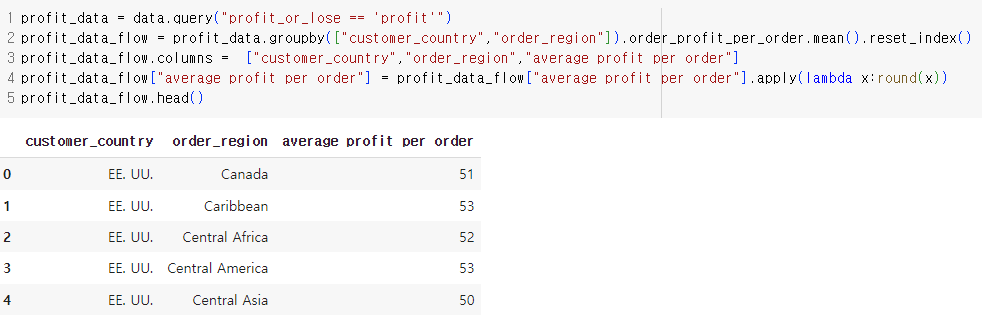 1 profit_data = data.query("profit_or_lose == 'profit'")
2 profit_data_flow = profit_data.groupby(["customer_country","order_region"]).order_profit_per_order.mean().reset_index()
3 profit_data_flow.columns =  ["customer_country","order_region","average profit per order"]
4 profit_data_flow["average profit per order"] = profit_data_flow["average profit per order"].apply(lambda x:round(x))
5 profit_data_flow.head()
customer_country order_region average profit per order
0 EE. UU. Canada 51
1 EE. UU. Caribbean 53
2 EE. UU. Central Africa 52
3 EE. UU. Central America 53
4 EE. UU. Central Asia 50